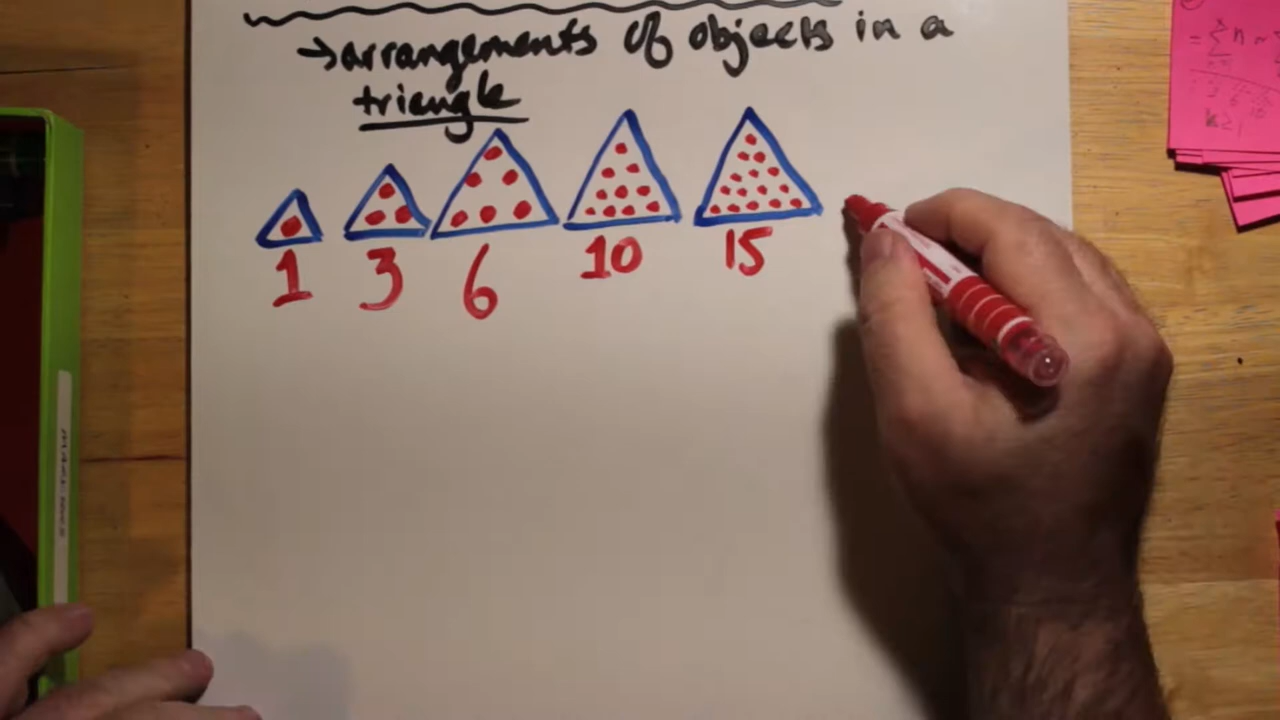 →arrangements of objects in a
triangle
1 3 6 10 15